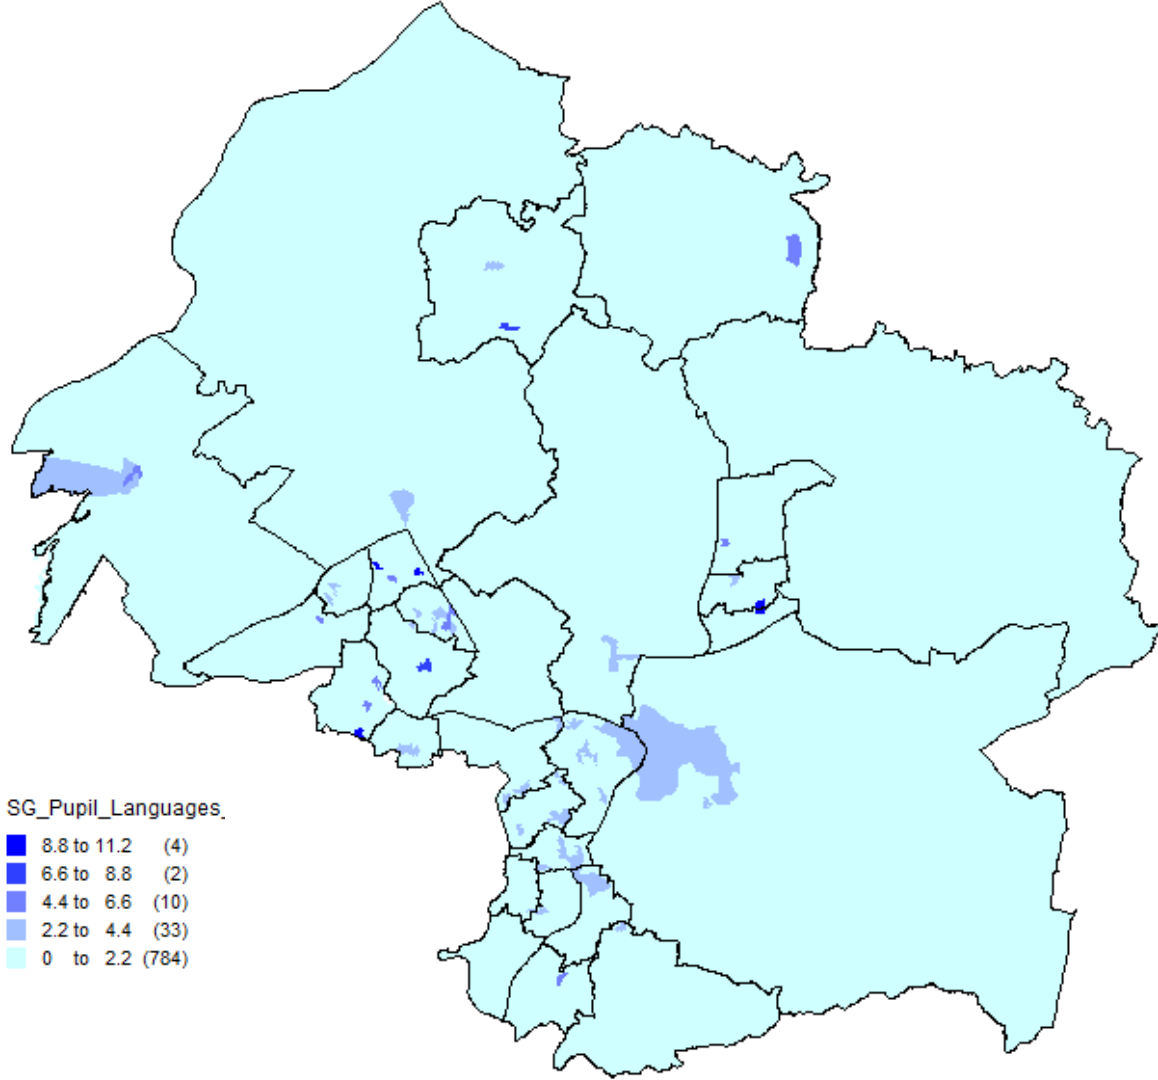 SG_Pupil_Languages_
8.8 to 11.2 (4)
6.6 to 8.8 (2)
4.4 to 6.6 (10)
2.2 to 4.4 (33)
0 to 2.2 (784)